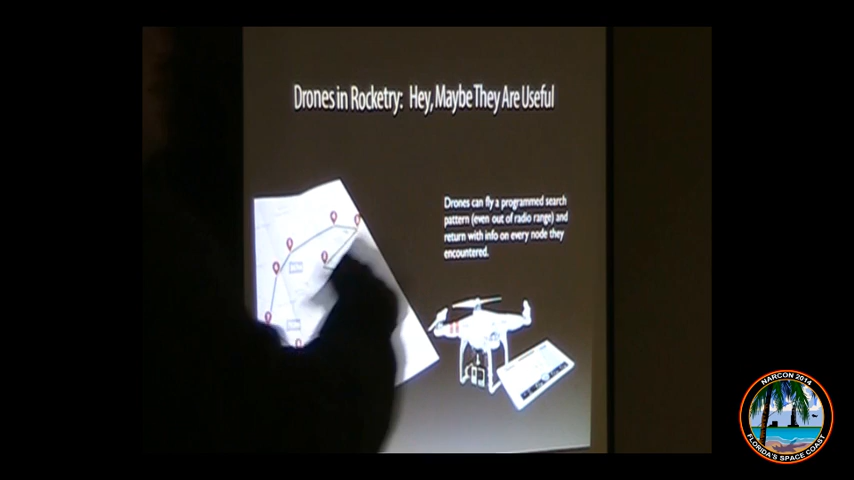 Drones in Rocketry: Hey, Maybe They Are Useful
Drones can fly a programmed search
pattern (even out of radio range) and
return with info on every node they
encountered.
NARCON 2014
FLORIDA'S SPACE COAST